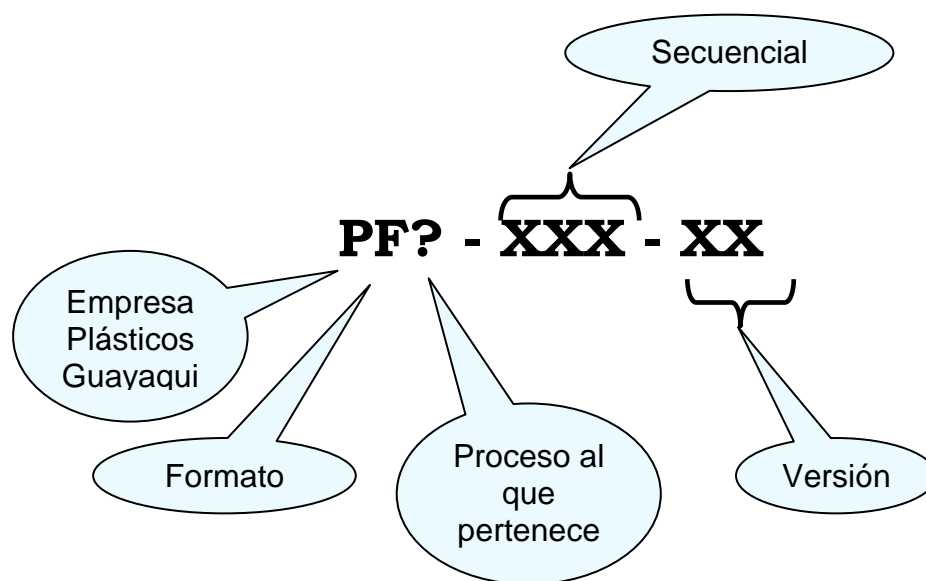 Secuencial
PF? - XXX - XX
Empresa
Plásticos
Guayaqui
Formato
Proceso al
que
pertenece
Versión